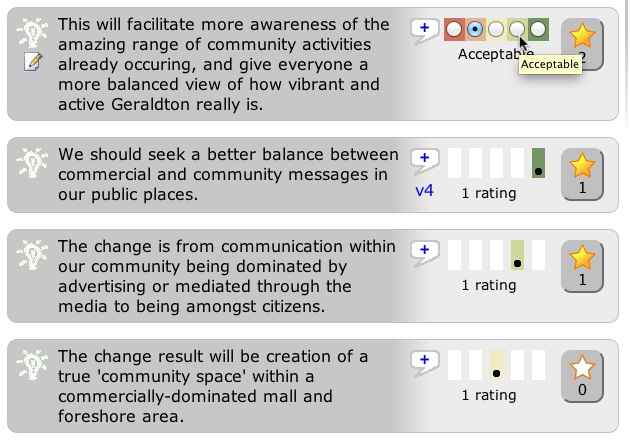 This will facilitate more awareness of the
amazing range of community activities
already occuring, and give everyone a
more balanced view of how vibrant and
active Geraldton really is.
+
Acceptable
Acceptable
2
We should seek a better balance between
commercial and community messages in
our public places.
+
v4
1 rating
1
The change is from communication within
our community being dominated by
advertising or mediated through the
media to being amongst citizens.
+
1 rating
1
The change result will be creation of a
true 'community space' within a
commercially-dominated mall and
foreshore area.
+
1 rating
0